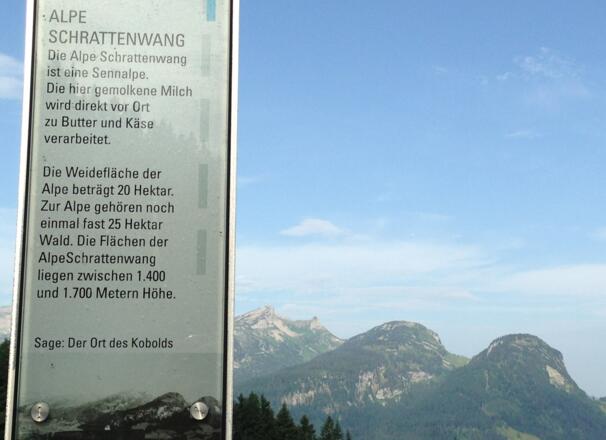 ALPE
SCHRATTENWANG
Die Alpe Schrattenwang
ist eine Sennalpe.
Die hier gemolkene Milch
wird direkt vor Ort
zu Butter und Käse
verarbeitet.
Die Weidefläche der
Alpe beträgt 20 Hektar.
Zur Alpe gehören noch
einmal fast 25 Hektar
Wald. Die Flächen der
AlpeSchrattenwang
liegen zwischen 1.400
und 1.700 Metern Höhe.
Sage: Der Ort des Kobolds